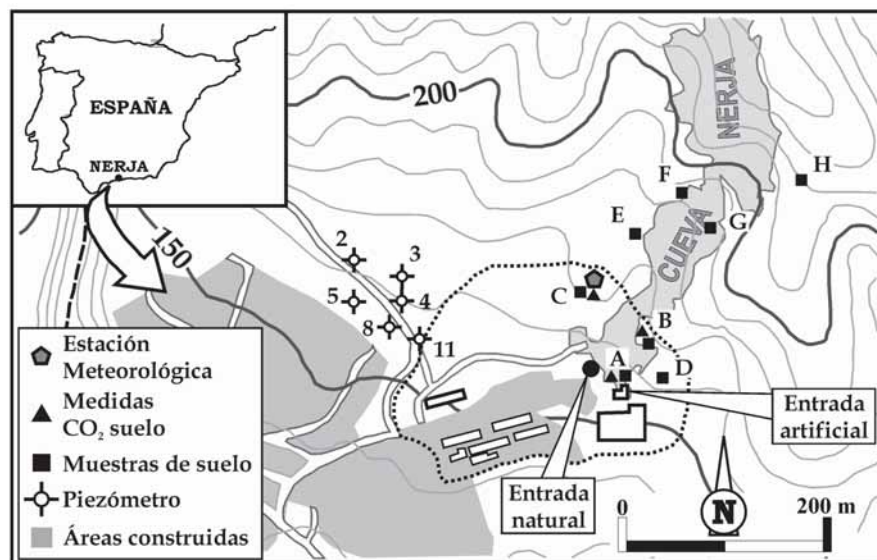 ESPAÑA
NERJA
200
150
NERJA
CUEVA
H
F
G
E
2
3
5
4
8
11
C
B
A
D
Entrada
artificial
Entrada
natural
Estación
Meteorológica
Medidas
CO₂ suelo
Muestras de suelo
Piezómetro
Áreas construidas
N
0
200 m